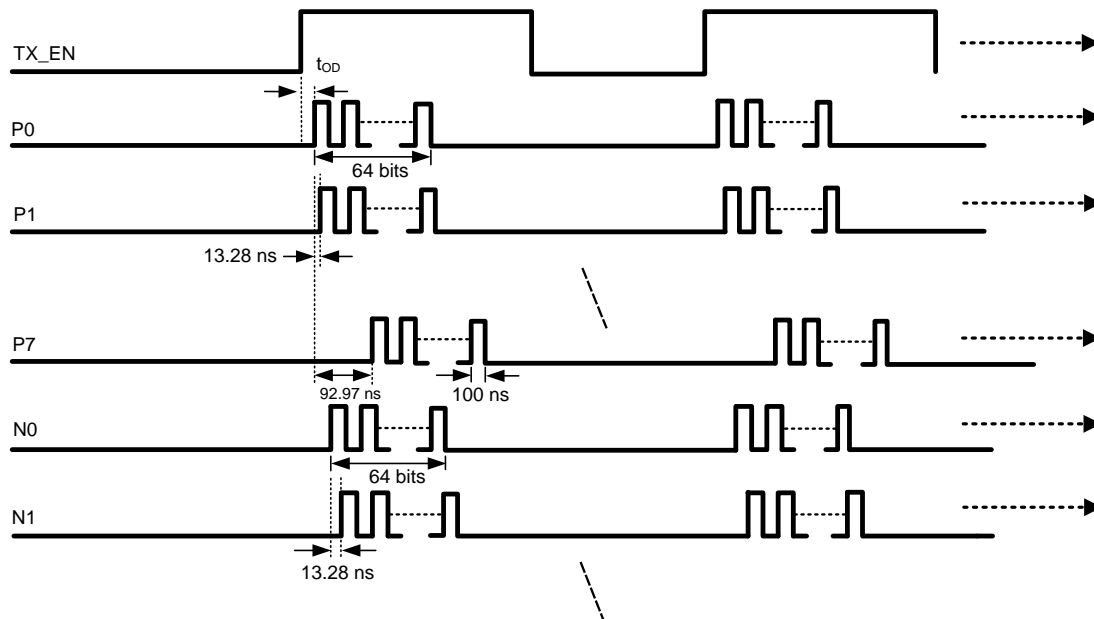 TX_EN
tOD
P0
64 bits
P1
13.28 ns
P7
92.97 ns
100 ns
N0
64 bits
N1
13.28 ns